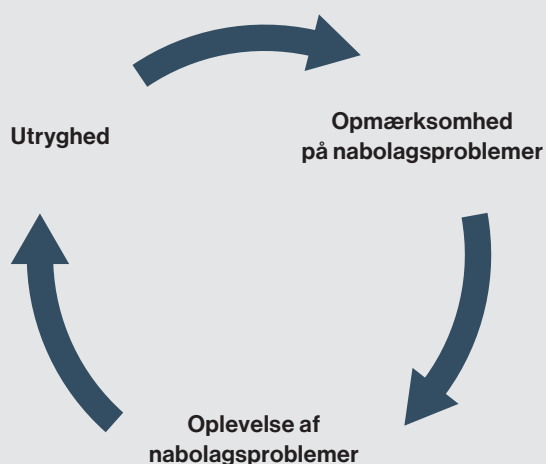 Utryghed
Opmærksomhed
på nabolagsproblemer
Oplevelse af
nabolagsproblemer